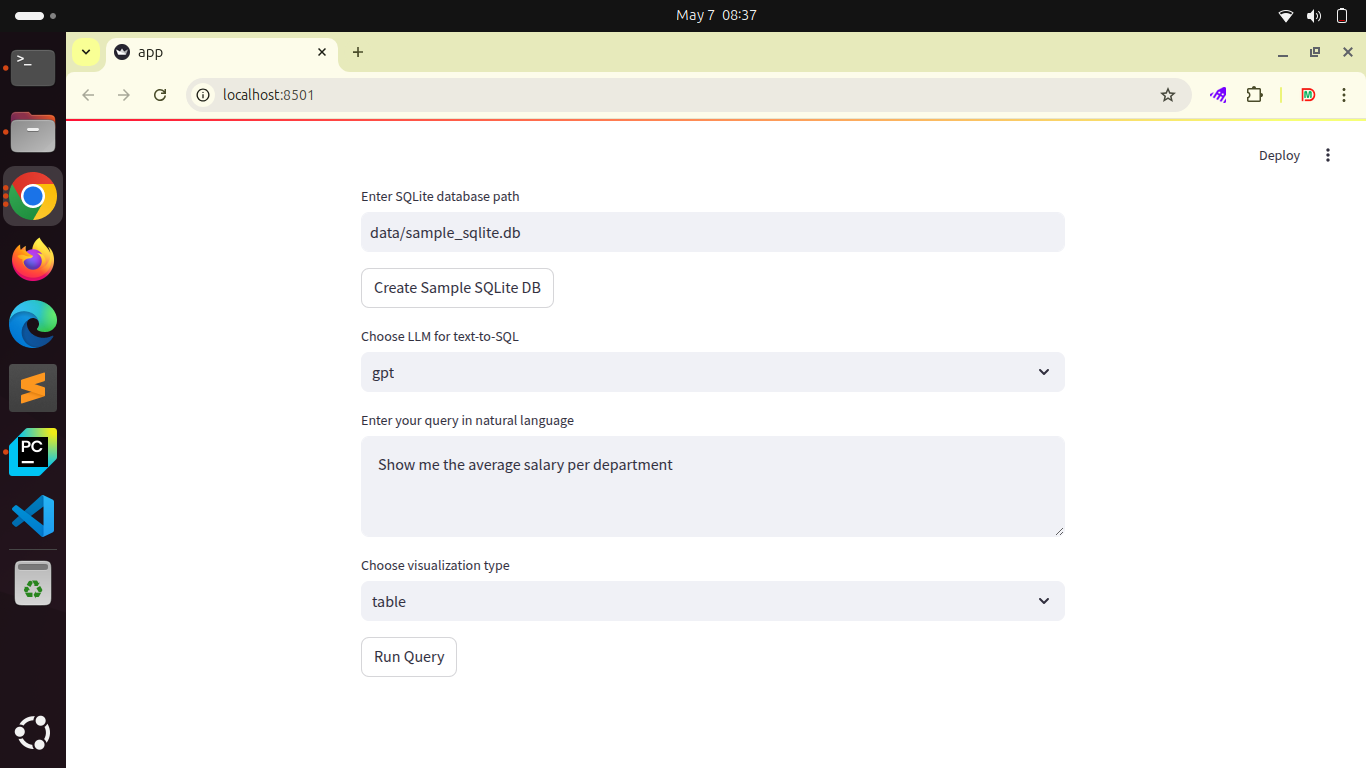 May 7 08:37
app
localhost:8501
Deploy
Enter SQLite database path
data/sample_sqlite.db
Create Sample SQLite DB
Choose LLM for text-to-SQL
gpt
Enter your query in natural language
Show me the average salary per department
Choose visualization type
table
Run Query
>_
PC
M